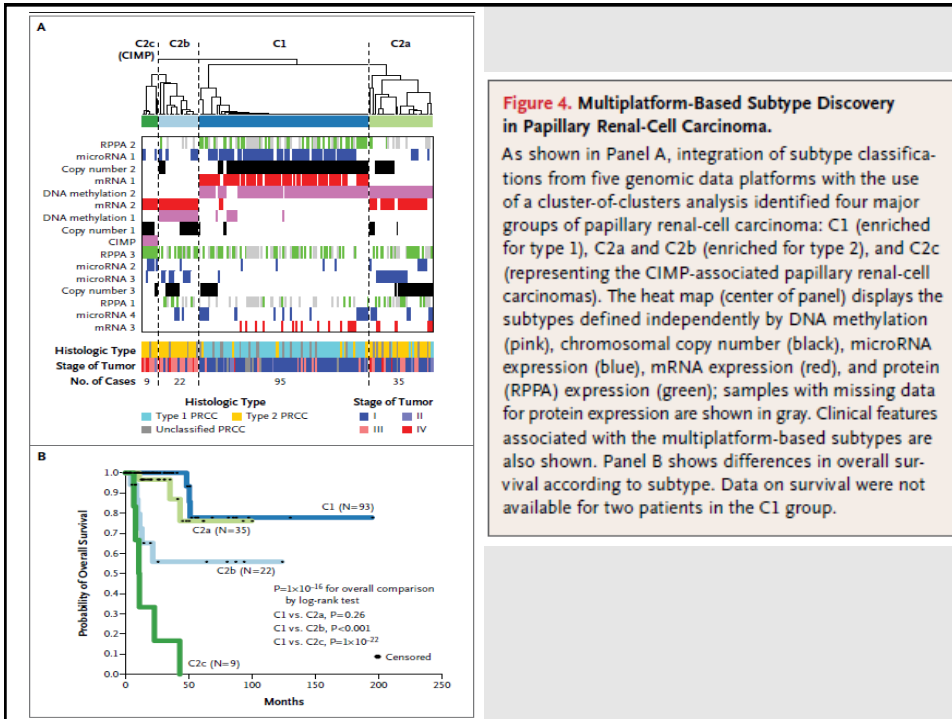 A
C2c
(CIMP)
C2b
C1
C2a
RPPA 2
microRNA 1
Copy number 2
mRNA 1
DNA methylation 2
mRNA 2
DNA methylation 1
Copy number 1
CIMP
RPPA 3
microRNA 2
microRNA 3
Copy number 3
RPPA 1
microRNA 4
mRNA 3
Histologic Type
Stage of Tumor
No. of Cases 9 22 95 35
Histologic Type
Type 1 PRCC Type 2 PRCC
Unclassified PRCC
Stage of Tumor
I II
III IV
B
Probability of Overall Survival
1.0
0.9
0.8
0.7
0.6
0.5
0.4
0.3
0.2
0.1
0.0
C1 (N=93)
C2a (N=35)
C2b (N=22)
P=1×10⁻¹⁶ for overall comparison
by log-rank test
C1 vs. C2a, P=0.26
C1 vs. C2b, P<0.001
C1 vs. C2c, P=1×10⁻²²
Censored
C2c (N=9)
0 50 100 150 200 250
Months
Figure 4. Multiplatform-Based Subtype Discovery
in Papillary Renal-Cell Carcinoma.
As shown in Panel A, integration of subtype classifica-
tions from five genomic data platforms with the use
of a cluster-of-clusters analysis identified four major
groups of papillary renal-cell carcinoma: C1 (enriched
for type 1), C2a and C2b (enriched for type 2), and C2c
(representing the CIMP-associated papillary renal-cell
carcinomas). The heat map (center of panel) displays the
subtypes defined independently by DNA methylation
(pink), chromosomal copy number (black), microRNA
expression (blue), mRNA expression (red), and protein
(RPPA) expression (green); samples with missing data
for protein expression are shown in gray. Clinical features
associated with the multiplatform-based subtypes are
also shown. Panel B shows differences in overall sur-
vival according to subtype. Data on survival were not
available for two patients in the C1 group.